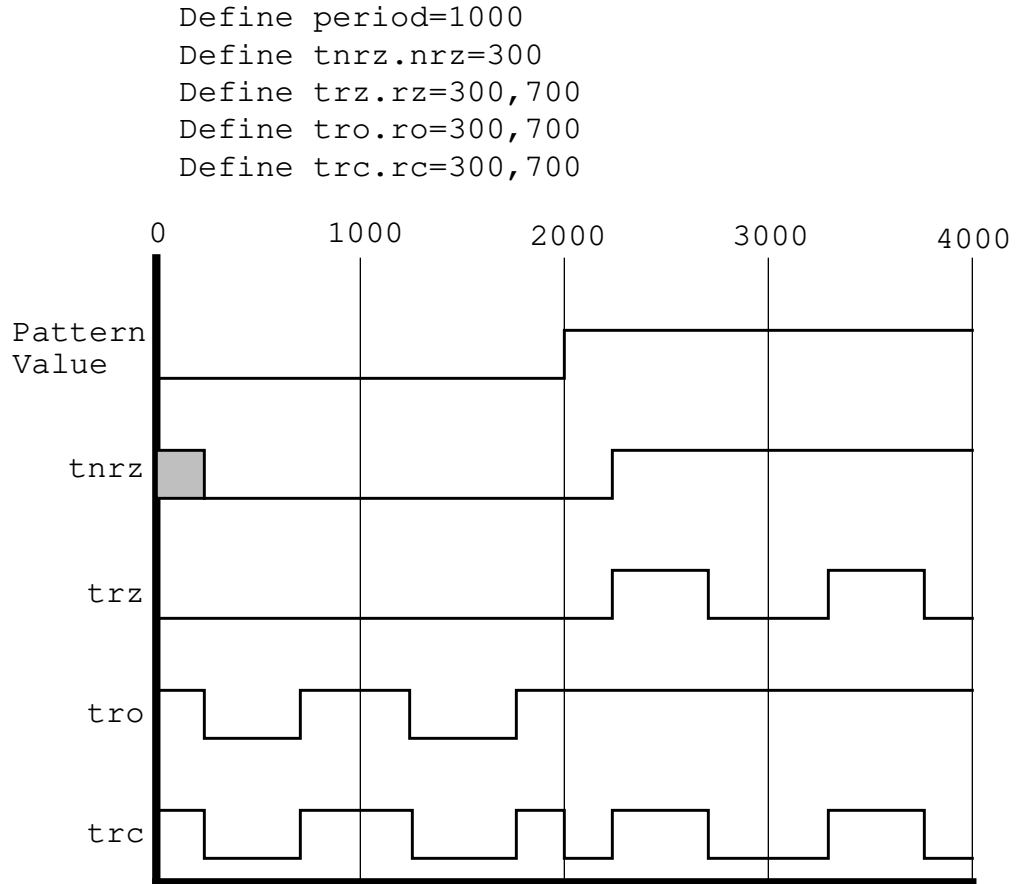 Define period=1000
Define tnrz.nrz=300
Define trz.rz=300,700
Define tro.ro=300,700
Define trc.rc=300,700
0 1000 2000 3000 4000
Pattern
Value
tnrz
trz
tro
trc